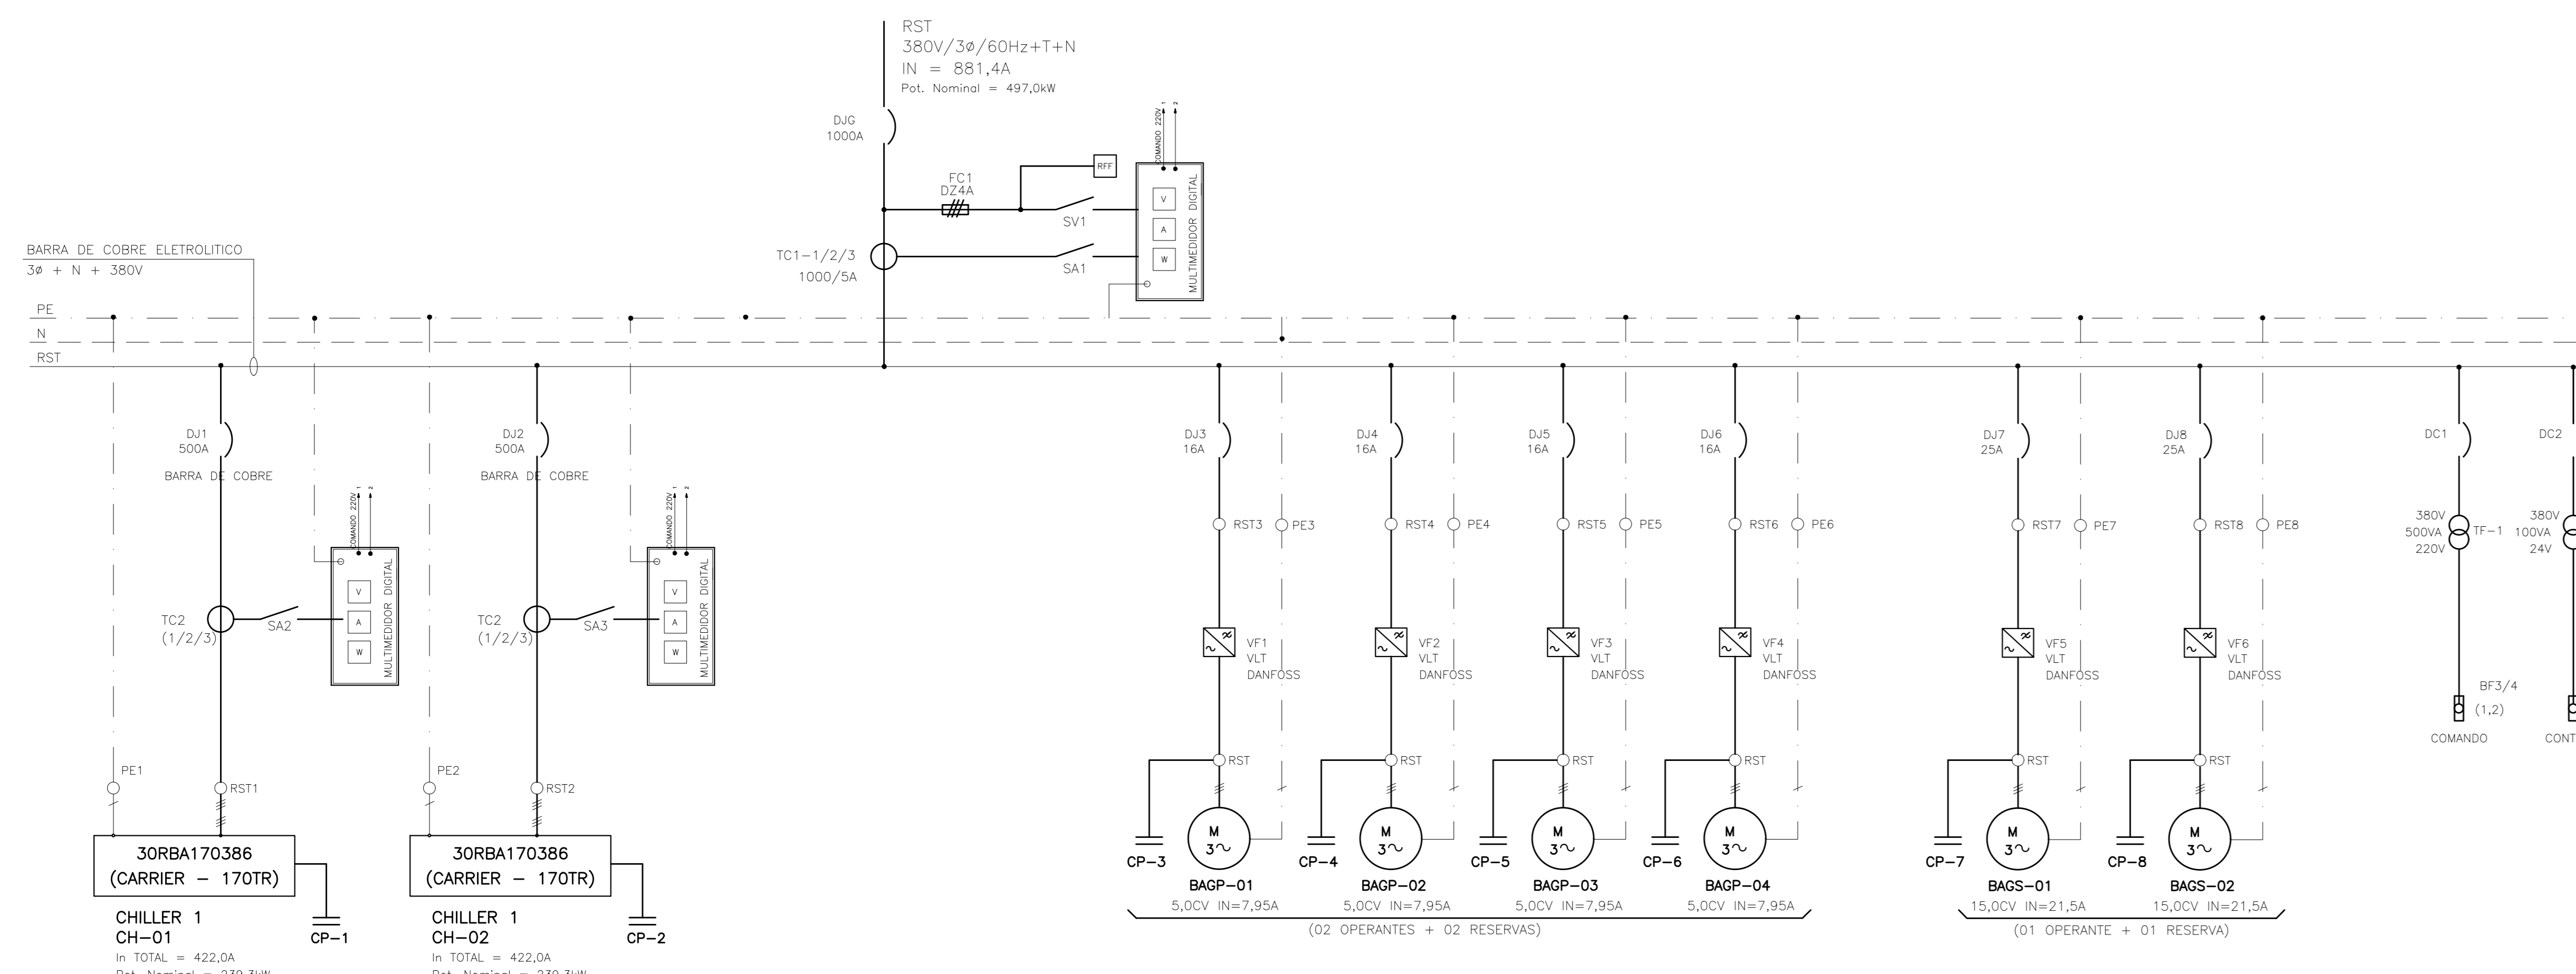 RST
380V/3ø/60Hz+T+N
IN = 881,4A
Pot. Nominal = 497,0kW
DJG
1000A
COMANDO 220V
1
2
RFF
FC1
DZ4A
SV1
V
A
W
MULTIMEDIDOR DIGITAL
TC1-1/2/3
1000/5A
SA1
BARRA DE COBRE ELETROLITICO
3ø + N + 380V
PE
N
RST
DJ1
500A
BARRA DE COBRE
DJ2
500A
BARRA DE COBRE
DJ3
16A
DJ4
16A
DJ5
16A
DJ6
16A
DJ7
25A
DJ8
25A
DC1
DC2
COMANDO 220V
1
2
COMANDO 220V
1
2
RST3
PE3
RST4
PE4
RST5
PE5
RST6
PE6
RST7
PE7
RST8
PE8
380V
500VA
220V
TF-1
380V
100VA
24V
TC2
(1/2/3)
SA2
V
A
W
MULTIMEDIDOR DIGITAL
TC2
(1/2/3)
SA3
V
A
W
MULTIMEDIDOR DIGITAL
VF1
VLT
DANFOSS
VF2
VLT
DANFOSS
VF3
VLT
DANFOSS
VF4
VLT
DANFOSS
VF5
VLT
DANFOSS
VF6
VLT
DANFOSS
BF3/4
(1,2)
COMANDO
CONT
PE1
RST1
PE2
RST2
RST
RST
RST
RST
RST
RST
30RBA170386
(CARRIER - 170TR)
CHILLER 1
CH-01
In TOTAL = 422,0A
Pot. Nominal = 239,3kW
CP-1
30RBA170386
(CARRIER - 170TR)
CHILLER 1
CH-02
In TOTAL = 422,0A
Pot. Nominal = 239,3kW
CP-2
CP-3
M
3~
BAGP-01
5,0CV IN=7,95A
CP-4
M
3~
BAGP-02
5,0CV IN=7,95A
CP-5
M
3~
BAGP-03
5,0CV IN=7,95A
CP-6
M
3~
BAGP-04
5,0CV IN=7,95A
(02 OPERANTES + 02 RESERVAS)
CP-7
M
3~
BAGS-01
15,0CV IN=21,5A
CP-8
M
3~
BAGS-02
15,0CV IN=21,5A
(01 OPERANTE + 01 RESERVA)